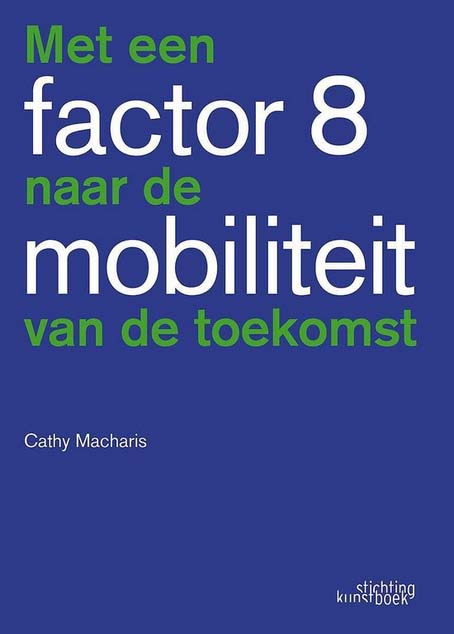 Met een
factor 8
naar de
mobiliteit
van de toekomst
Cathy Macharis
stichting
kunstboek